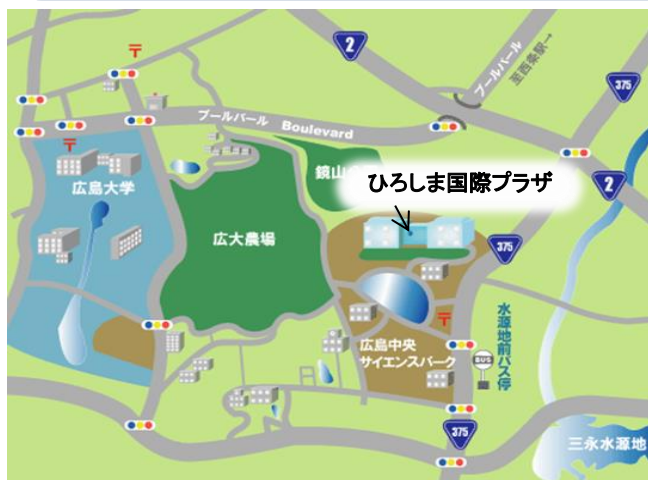 2
ブールバール
至西条駅→
375
〒
ブールバール Boulevard
〒
広島大学
鏡山
ひろしま国際プラザ
2
広大農場
375
〒
水源地前バス停
広島中央
サイエンスパーク
BUS
375
三永水源地